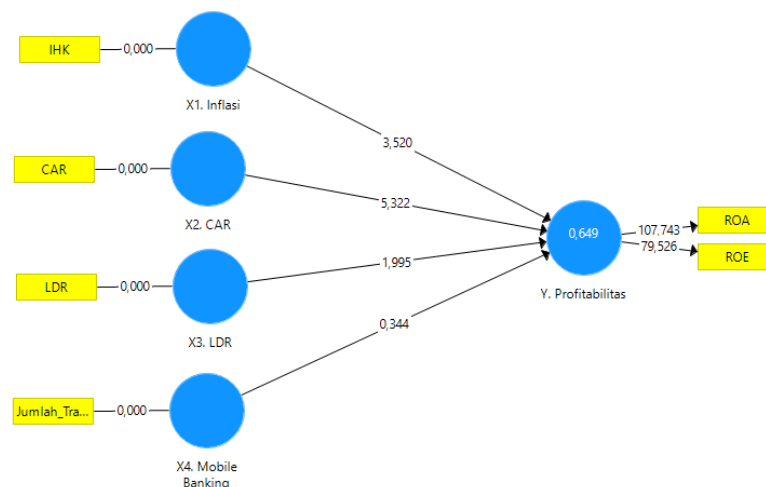 IHK
0,000
X1. Inflasi
3,520
CAR
0,000
X2. CAR
5,322
LDR
0,000
X3. LDR
1,995
Jumlah_Tra...
0,000
X4. Mobile
Banking
0,344
0,649
Y. Profitabilitas
107.743
ROA
79,526
ROE